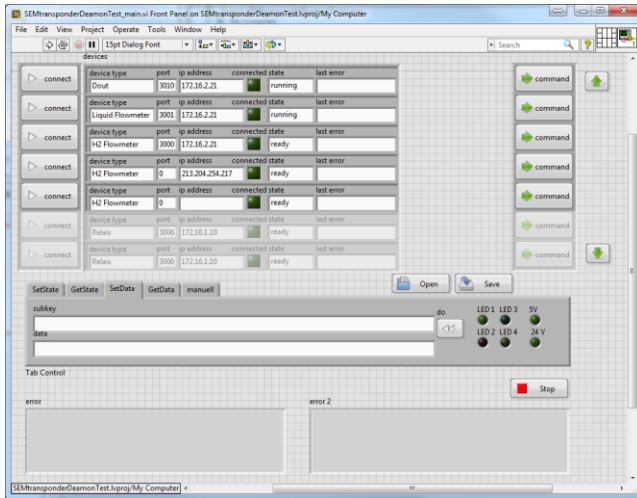 SEMtransponderDeamonTest_main.vi Front Panel on SEMtransponderDeamonTest.lvproj/My Computer
File Edit View Project Operate Tools Window Help
15pt Dialog Font Search
devices
connect device type port ip address connected state last error command
Dout 3010 172.16.2.21 running
connect device type port ip address connected state last error command
Liquid Flowmeter 3001 172.16.2.21 running
connect device type port ip address connected state last error command
H2 Flowmeter 3000 172.16.2.21 ready
connect device type port ip address connected state last error command
H2 Flowmeter 0 213.204.254.217 ready
connect device type port ip address connected state last error command
H2 Flowmeter 0 ready
connect device type port ip address connected state last error command
Relais 3006 172.16.1.10 ready
connect device type port ip address connected state last error command
Relais 3006 172.16.1.10 ready
Open Save
SetState GetState SetData GetData manuell
subkey do LED 1 LED 3 5V
data LED 2 LED 4 24 V
Tab Control
Stop
error error 2
SEMtransponderDeamonTest.lvproj/My Computer